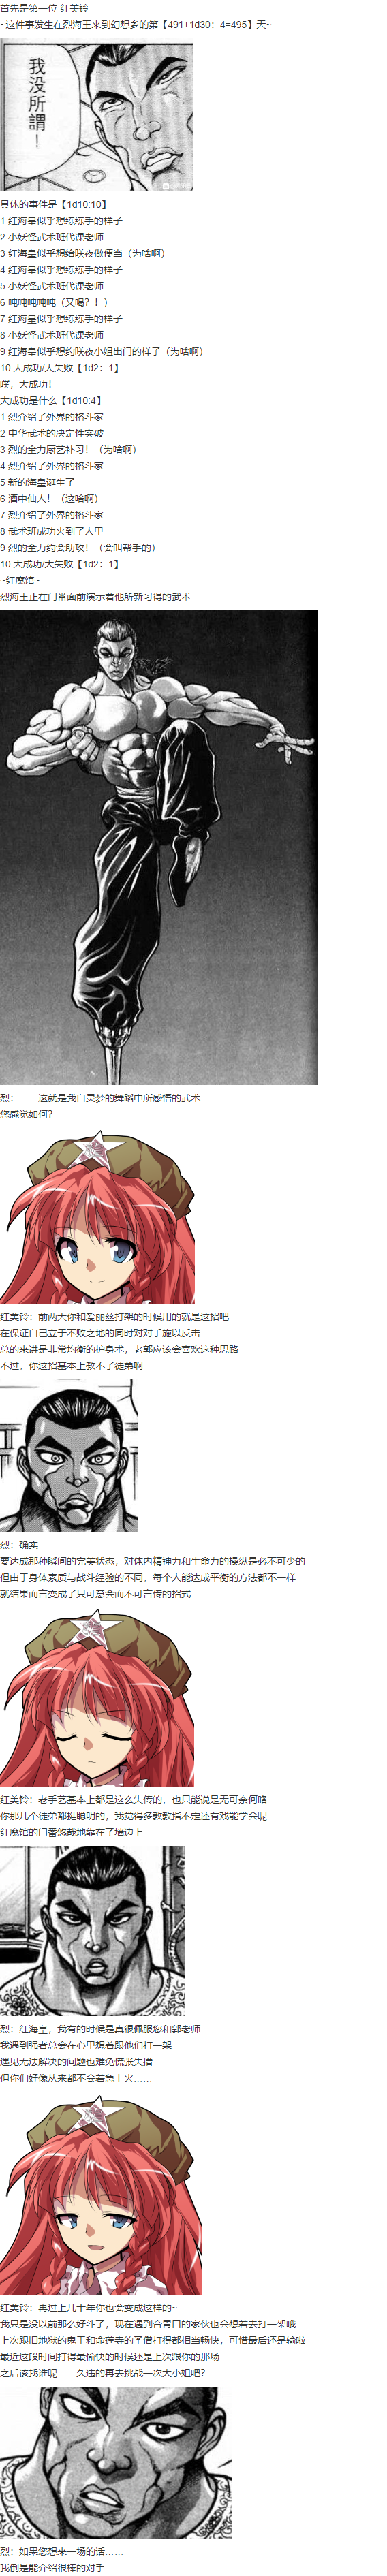 首先是第一位 红美铃
~这件事发生在烈海王来到幻想乡的第【491+1d30：4=495】天~
我没所謂！
具体的事件是【1d10:10】
1 红海皇似乎想练练手的样子
2 小妖怪武术班代课老师
3 红海皇似乎想给咲夜做便当（为啥啊）
4 红海皇似乎想练练手的样子
5 小妖怪武术班代课老师
6 吨吨吨吨吨（又喝？！）
7 红海皇似乎想练练手的样子
8 小妖怪武术班代课老师
9 红海皇似乎想约咲夜小姐出门的样子（为啥啊）
10 大成功/大失败【1d2：1】
噗，大成功！
大成功是什么【1d10:4】
1 烈介绍了外界的格斗家
2 中华武术的决定性突破
3 烈的全力厨艺补习！（为啥啊）
4 烈介绍了外界的格斗家
5 新的海皇诞生了
6 酒中仙人！（这啥啊）
7 烈介绍了外界的格斗家
8 武术班成功火到了人里
9 烈的全力约会助攻！（会叫帮手的）
10 大成功/大失败【1d2：1】
~红魔馆~
烈海王正在门番面前演示着他所新习得的武术
烈：——这就是我自灵梦的舞蹈中所感悟的武术
您感觉如何？
红美铃：前两天你和爱丽丝打架的时候用的就是这招吧
在保证自己立于不败之地的同时对对手施以反击
总的来讲是非常均衡的护身术，老郭应该会喜欢这种思路
不过，你这招基本上教不了徒弟啊
烈：确实
要达成那种瞬间的完美状态，对体内精神力和生命力的操纵是必不可少的
但由于身体素质与战斗经验的不同，每个人能达成平衡的方法都不一样
就结果而言变成了只可意会而不可言传的招式
红美铃：老手艺基本上都是这么失传的，也只能说是无可奈何咯
你那几个徒弟都挺聪明的，我觉得多教教指不定还有戏能学会呢
红魔馆的门番悠哉地靠在了墙边上
烈：红海皇，我有的时候是真很佩服您和郭老师
我遇到强者总会在心里想着跟他们打一架
遇见无法解决的问题也难免慌张失措
但你们好像从来都不会着急上火……
红美铃：再过上几十年你也会变成这样的~
我只是没以前那么好斗了，现在遇到合胃口的家伙也会想着去打一架哦
上次跟旧地狱的鬼王和命莲寺的圣僧打得都相当畅快，可惜最后还是输啦
最近这段时间打得最愉快的时候还是上次跟你的那场
之后该找谁呢……久违的再去挑战一次大小姐吧？
烈：如果您想来一场的话……
我倒是能介绍很棒的对手